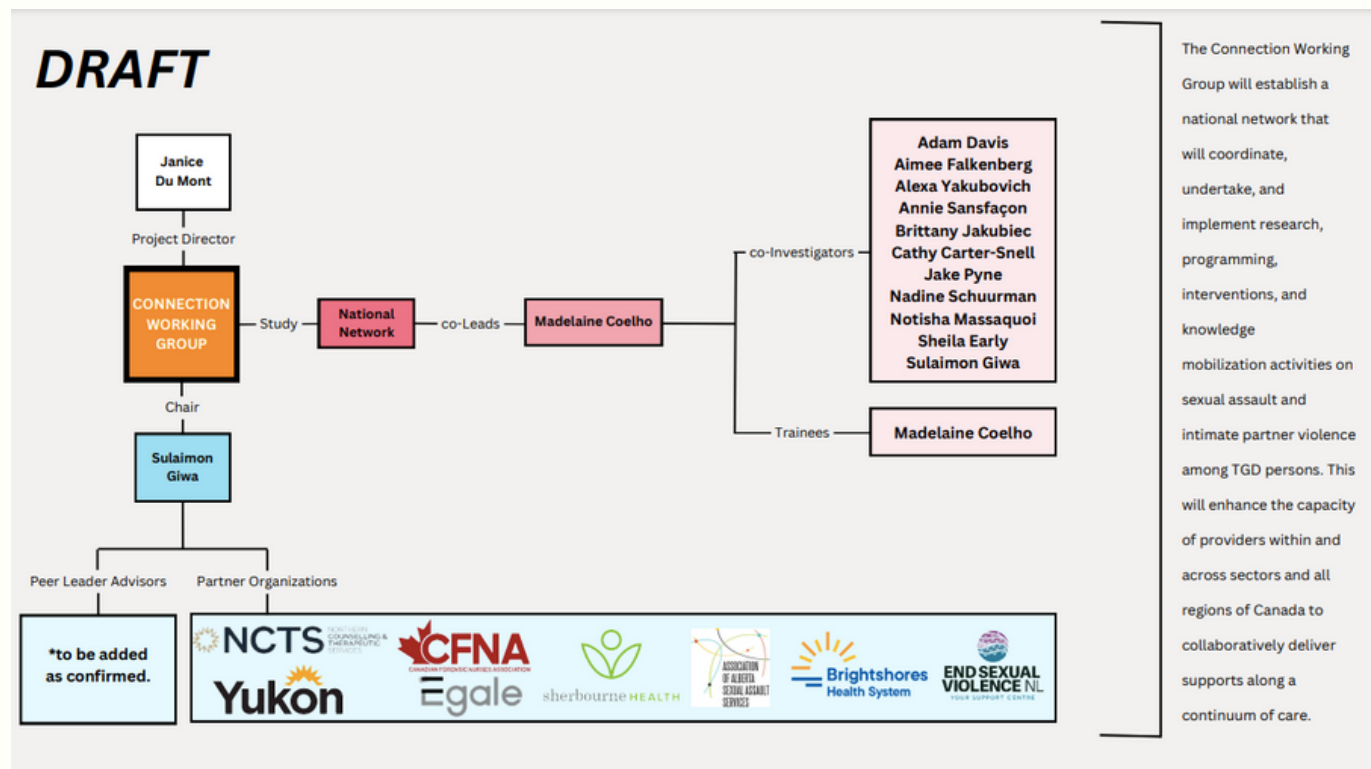 DRAFT
Janice
Du Mont
Project Director
CONNECTION
WORKING
GROUP
Study
National
Network
co-Leads
Madelaine Coelho
co-Investigators
Adam Davis
Aimee Falkenberg
Alexa Yakubovich
Annie Sansfaçon
Brittany Jakubiec
Cathy Carter-Snell
Jake Pyne
Nadine Schuurman
Notisha Massaquoi
Sheila Early
Sulaimon Giwa
Trainees
Madelaine Coelho
Chair
Sulaimon
Giwa
Peer Leader Advisors
Partner Organizations
*to be added
as confirmed.
NCTS
NORTHERN
COUNSELLING &
THERAPEUTIC
SERVICES
Yukon
CFNA
CANADIAN FORENSIC NURSES ASSOCIATION
Egale
sherbourne HEALTH
ASSOCIATION
OF ALBERTA
SEXUAL ASSAULT
SERVICES
Brightshores
Health System
END SEXUAL
VIOLENCE NL
YOUR SUPPORT CENTRE
The Connection Working
Group will establish a
national network that
will coordinate,
undertake, and
implement research,
programming,
interventions, and
knowledge
mobilization activities on
sexual assault and
intimate partner violence
among TGD persons. This
will enhance the capacity
of providers within and
across sectors and all
regions of Canada to
collaboratively deliver
supports along a
continuum of care.